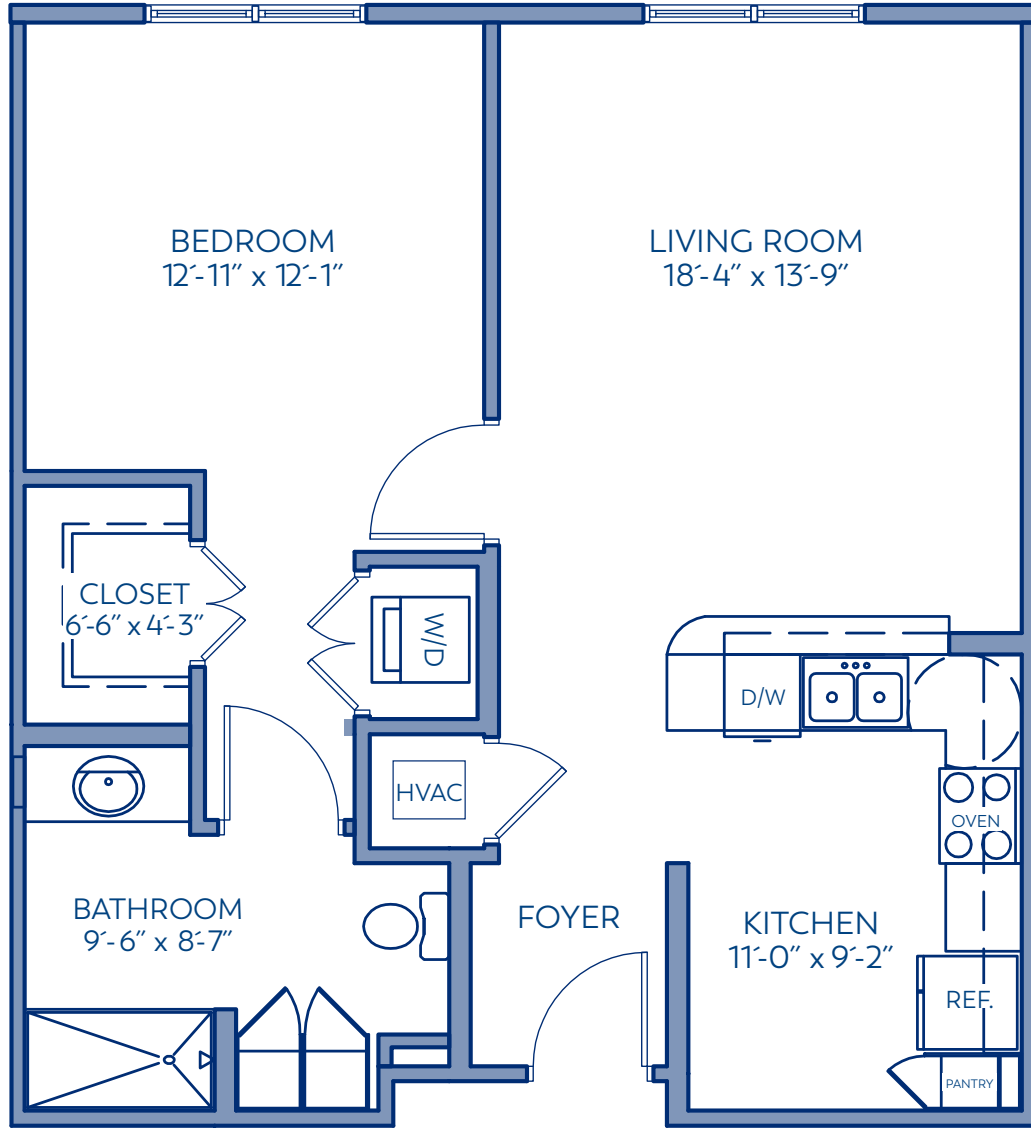 BEDROOM
12´-11” x 12´-1”
LIVING ROOM
18´-4” x 13´-9”
CLOSET
6´-6” x 4´-3”
W/D
D/W
HVAC
OVEN
BATHROOM
9´-6” x 8´-7”
FOYER
KITCHEN
11´-0” x 9´-2”
REF.
PANTRY